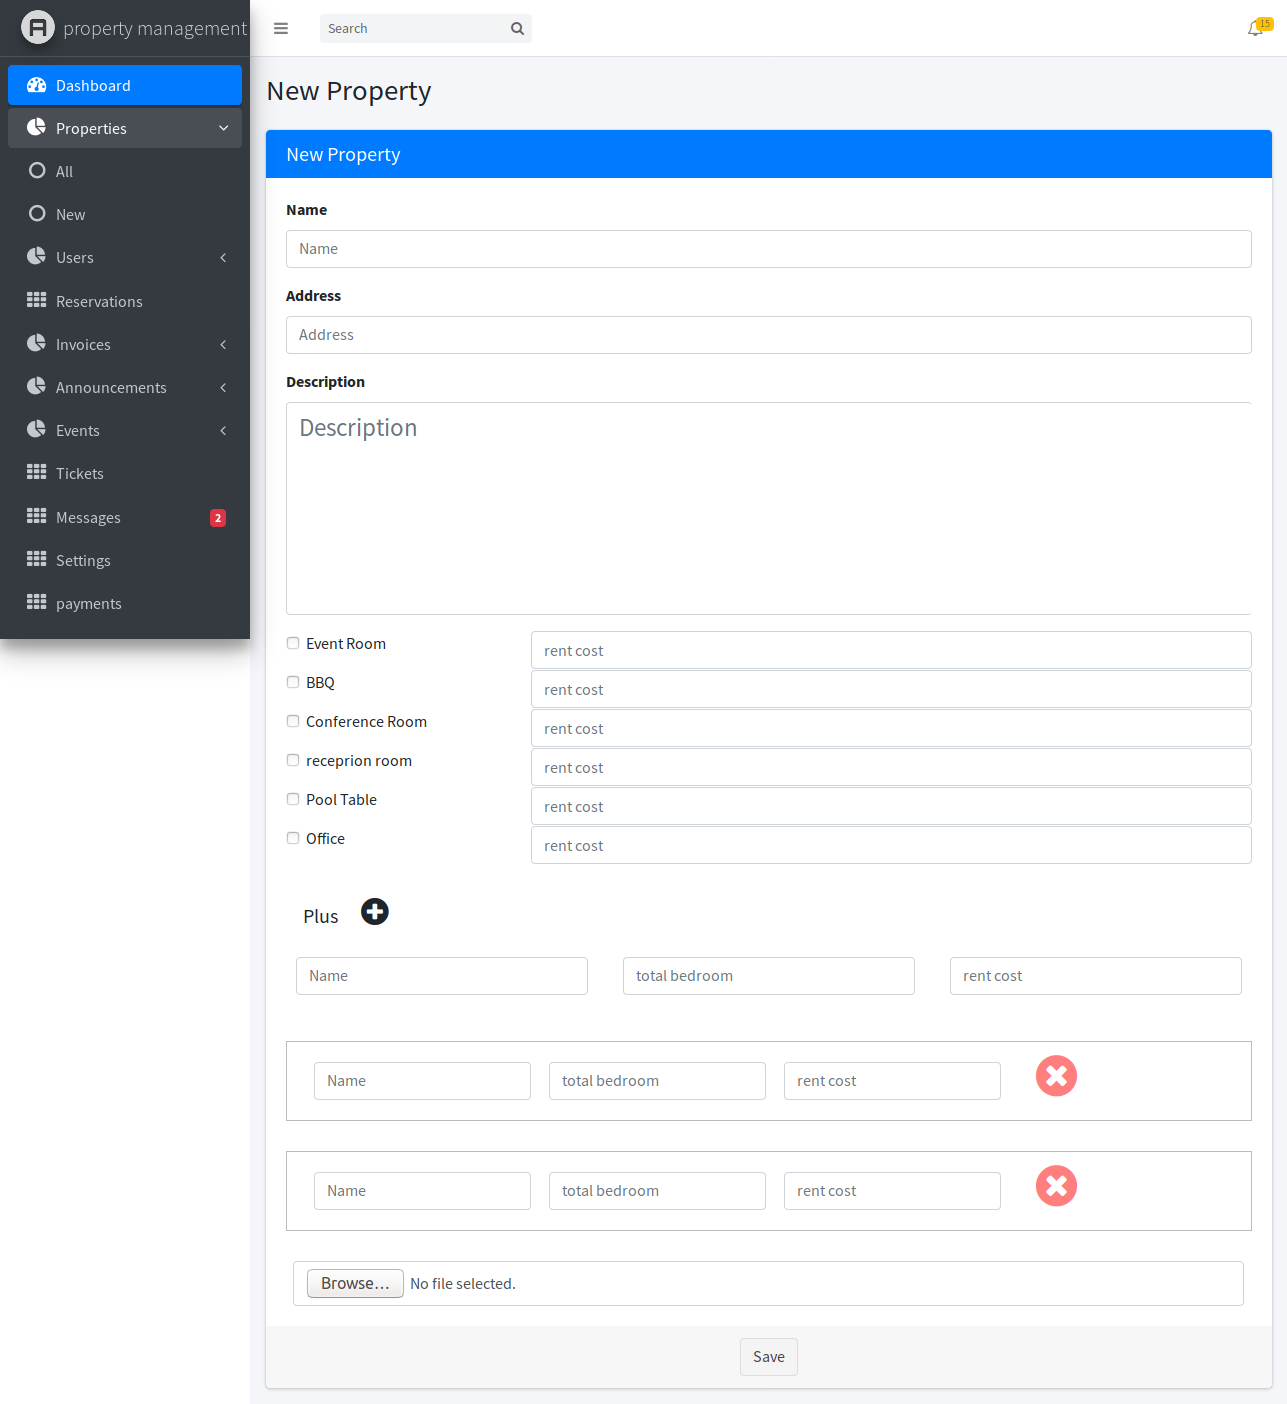 property management
Search
15
Dashboard
Properties
All
New
Users
Reservations
Invoices
Announcements
Events
Tickets
Messages
2
Settings
payments
New Property
New Property
Name
Name
Address
Address
Description
Description
Event Room rent cost
BBQ rent cost
Conference Room rent cost
receprion room rent cost
Pool Table rent cost
Office rent cost
Plus
Name total bedroom rent cost
Name total bedroom rent cost
Name total bedroom rent cost
Browse... No file selected.
Save